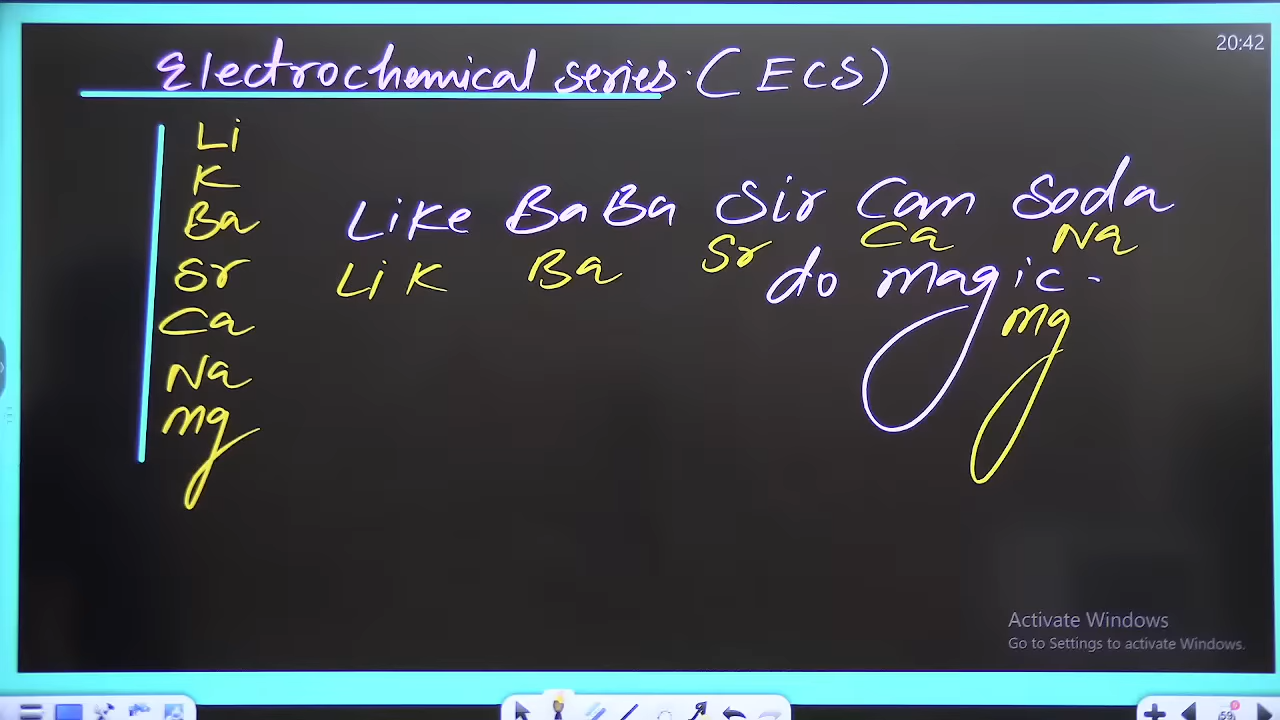 20:42
Electrochemical series. (ECS)
Li
K
Ba
Sr
Ca
Na
Mg
Like BaBa Sir Can Soda
Li K Ba Sr Ca Na
do magic -
Mg
Activate Windows
Go to Settings to activate Windows.
59